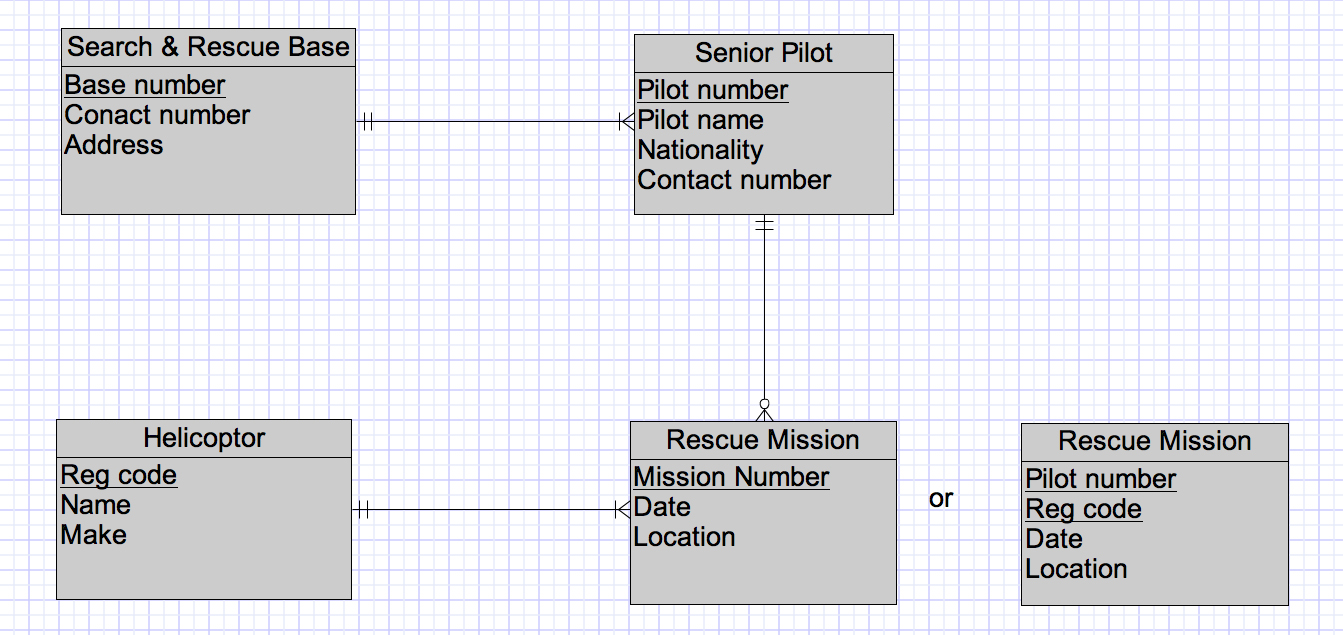 Search & Rescue Base
Base number
Conact number
Address
Senior Pilot
Pilot number
Pilot name
Nationality
Contact number
Helicoptor
Reg code
Name
Make
Rescue Mission
Mission Number
Date
Location
or
Rescue Mission
Pilot number
Reg code
Date
Location